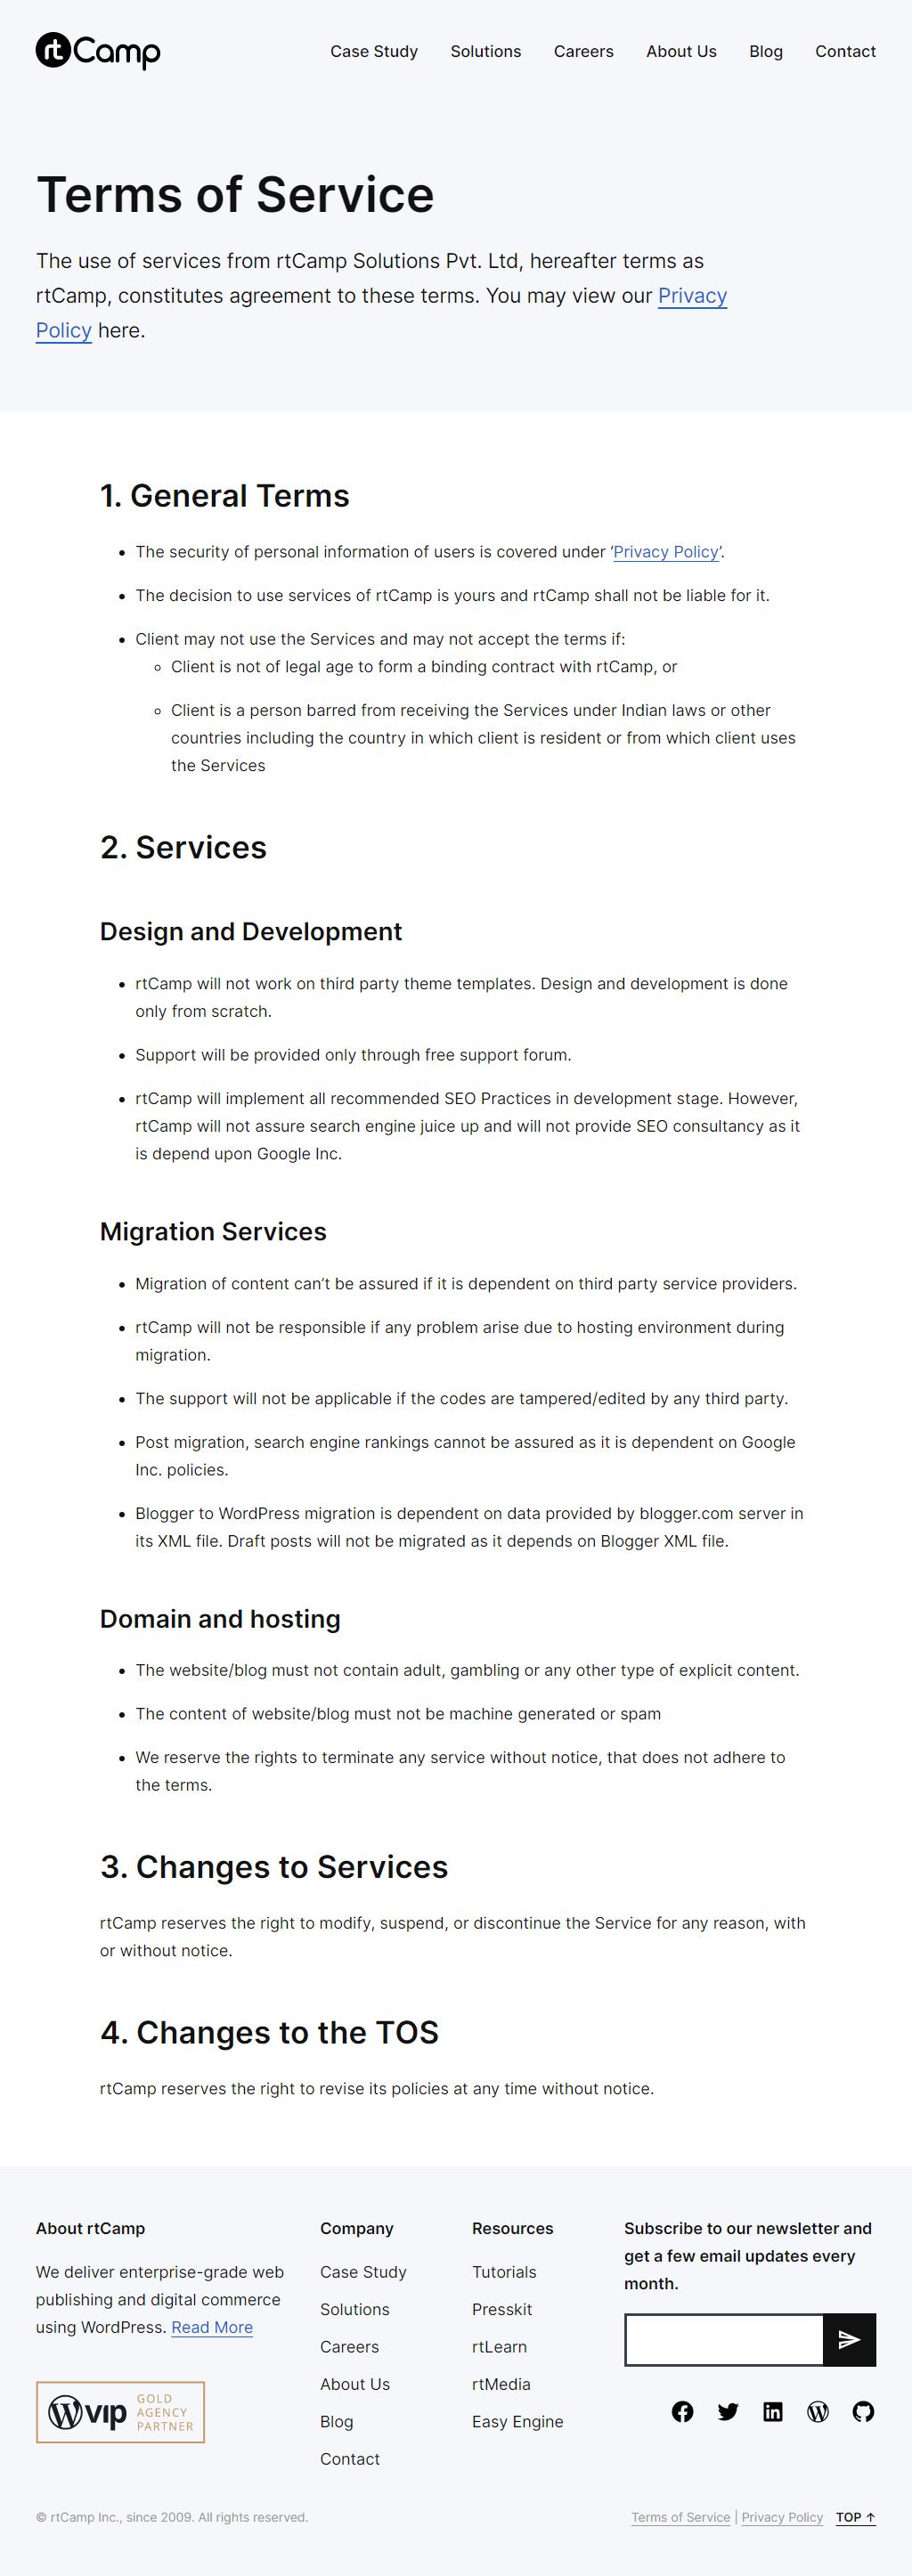 rtCamp
Case Study Solutions Careers About Us Blog Contact
Terms of Service
The use of services from rtCamp Solutions Pvt. Ltd, hereafter terms as
rtCamp, constitutes agreement to these terms. You may view our Privacy
Policy here.
1. General Terms
• The security of personal information of users is covered under ‘Privacy Policy’.
• The decision to use services of rtCamp is yours and rtCamp shall not be liable for it.
• Client may not use the Services and may not accept the terms if:
◦ Client is not of legal age to form a binding contract with rtCamp, or
◦ Client is a person barred from receiving the Services under Indian laws or other
countries including the country in which client is resident or from which client uses
the Services
2. Services
Design and Development
• rtCamp will not work on third party theme templates. Design and development is done
only from scratch.
• Support will be provided only through free support forum.
• rtCamp will implement all recommended SEO Practices in development stage. However,
rtCamp will not assure search engine juice up and will not provide SEO consultancy as it
is depend upon Google Inc.
Migration Services
• Migration of content can’t be assured if it is dependent on third party service providers.
• rtCamp will not be responsible if any problem arise due to hosting environment during
migration.
• The support will not be applicable if the codes are tampered/edited by any third party.
• Post migration, search engine rankings cannot be assured as it is dependent on Google
Inc. policies.
• Blogger to WordPress migration is dependent on data provided by blogger.com server in
its XML file. Draft posts will not be migrated as it depends on Blogger XML file.
Domain and hosting
• The website/blog must not contain adult, gambling or any other type of explicit content.
• The content of website/blog must not be machine generated or spam
• We reserve the rights to terminate any service without notice, that does not adhere to
the terms.
3. Changes to Services
rtCamp reserves the right to modify, suspend, or discontinue the Service for any reason, with
or without notice.
4. Changes to the TOS
rtCamp reserves the right to revise its policies at any time without notice.
About rtCamp
We deliver enterprise-grade web
publishing and digital commerce
using WordPress. Read More
vip
GOLD
AGENCY
PARTNER
Company
Case Study
Solutions
Careers
About Us
Blog
Contact
Resources
Tutorials
Presskit
rtLearn
rtMedia
Easy Engine
Subscribe to our newsletter and
get a few email updates every
month.
© rtCamp Inc., since 2009. All rights reserved.
Terms of Service | Privacy Policy TOP ↑